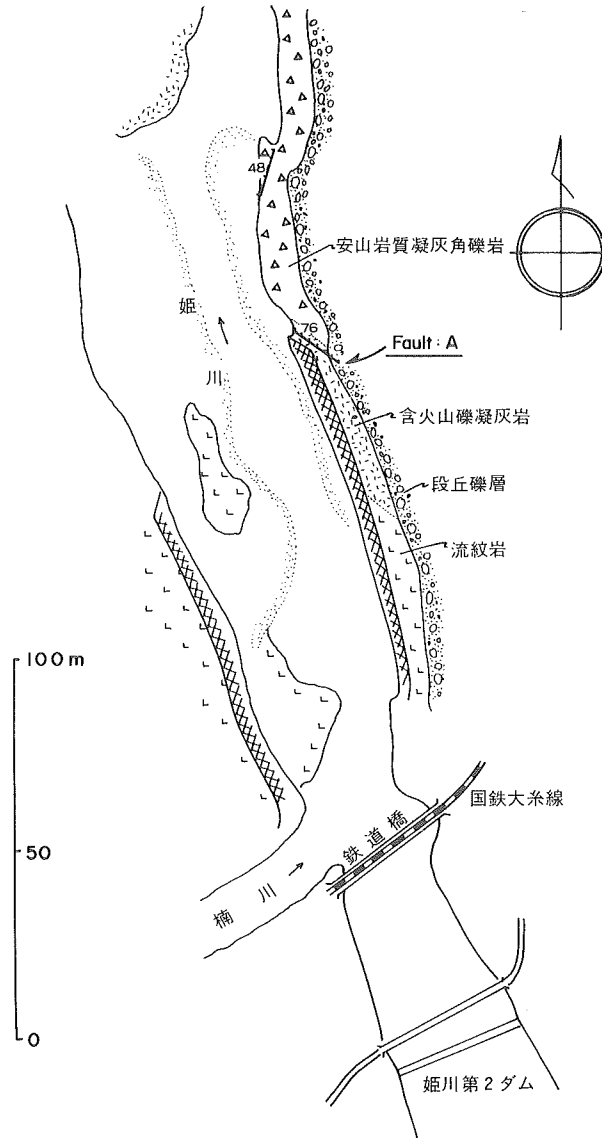 48
安山岩質凝灰角礫岩
姫川
76
Fault: A
含火山礫凝灰岩
段丘礫層
流紋岩
100m
50
0
国鉄大糸線
鉄道橋
楠川
姫川第2ダム